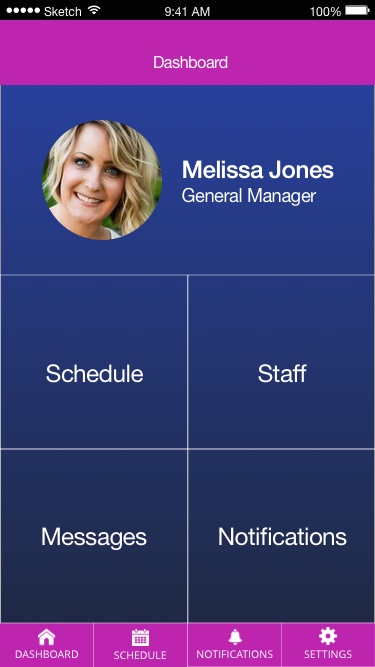 Sketch 9:41 AM 100%
Dashboard
Melissa Jones
General Manager
Schedule Staff
Messages Notifications
DASHBOARD SCHEDULE NOTIFICATIONS SETTINGS